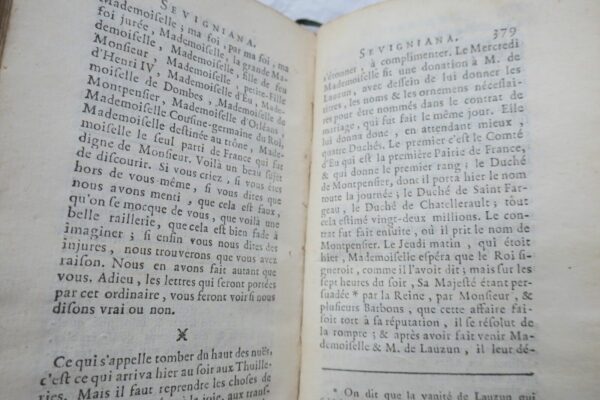 SEVIGNIANA.
Mademoiselle; ma foi, par ma foi, ma
foi jurée, Mademoiselle, la grande Ma-
demoiselle, Mademoiselle, fille de feu
Monsieur, Mademoiselle, petite-Fille
d'Henri IV, Mademoiselle d'Eu, Made-
moiselle de Dombes, Mademoiselle de
Montpensier, Mademoiselle d'Orléans,
Mademoiselle Cousine-germaine du Roi,
Mademoiselle destinée au trône, Made-
moiselle le seul parti de France qui fut
digne de Monsieur. Voilà un beau sujet
de discourir. Si vous criez, si vous êtes
hors de vous-même, si vous dites que
nous avons menti, que cela est faux,
qu'on se mocque de vous, que voilà une
belle raillerie, que cela est bien fade à
imaginer; si enfin vous nous dites des
injures, nous trouverons que vous avez
raison. Nous en avons fait autant que
vous. Adieu, les lettres qui seront portées
par cet ordinaire, vous feront voir si nous
disons vrai ou non.
Ce qui s'appelle tomber du haut des nuës,
c'est ce qui arriva hier au soir aux Thuille-
ries. Mais il faut reprendre les choses de
à la joie, aux trans-
SEVIGNIANA. 379
s'étonner, à complimenter. Le Mercredi
Mademoiselle fit une donation à M. de
Lauzun, avec dessein de lui donner les
titres, les noms & les ornemens nécessai-
res pour être nommés dans le contrat de
mariage, qui fut fait le même jour. Elle
lui donna donc, en attendant mieux,
quatre Duchés. Le premier c'est le Comté
d'Eu qui est la première Pairie de France,
& qui donne le premier rang; le Duché
de Montpensier, donc il porta hier le nom
toute la journée; le Duché de Saint Far-
geau, le Duché de Chatellerault; tout
cela estimé vingt-deux millions. Le con-
trat fut fait ensuite, où il prit le nom de
Montpensier. Le Jeudi matin, qui étoit
hier, Mademoiselle espéra que le Roi si-
gneroit, comme il l'avoit dit; mais sur les
sept heures du soir, Sa Majesté étant per-
suadée * par la Reine, par Monsieur, &
plusieurs Barbons, que cette affaire fai-
soit tort à sa réputation, il se résolut de
la rompre; & après avoir fait venir Ma-
demoiselle & M. de Lauzun, il leur dé-
* On dit que la vanité de Lauzun qui